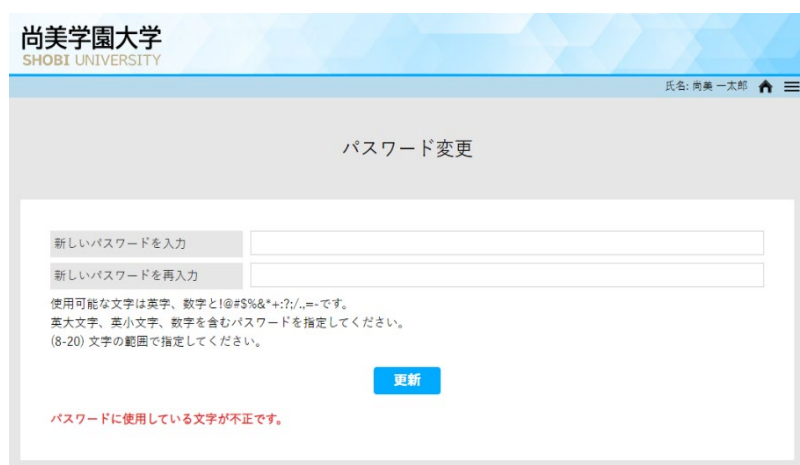 尚美学園大学
SHOBI UNIVERSITY
氏名: 尚美 一太郎
パスワード変更
新しいパスワードを入力
新しいパスワードを再入力
使用可能な文字は英字、数字と!@#$%&*+:?;/.,=-です。
英大文字、英小文字、数字を含むパスワードを指定してください。
(8-20) 文字の範囲で指定してください。
更新
パスワードに使用している文字が不正です。